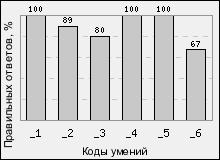 Правильных ответов, %
100 89 80 100 100 67
_1 _2 _3 _4 _5 _6
Коды умений